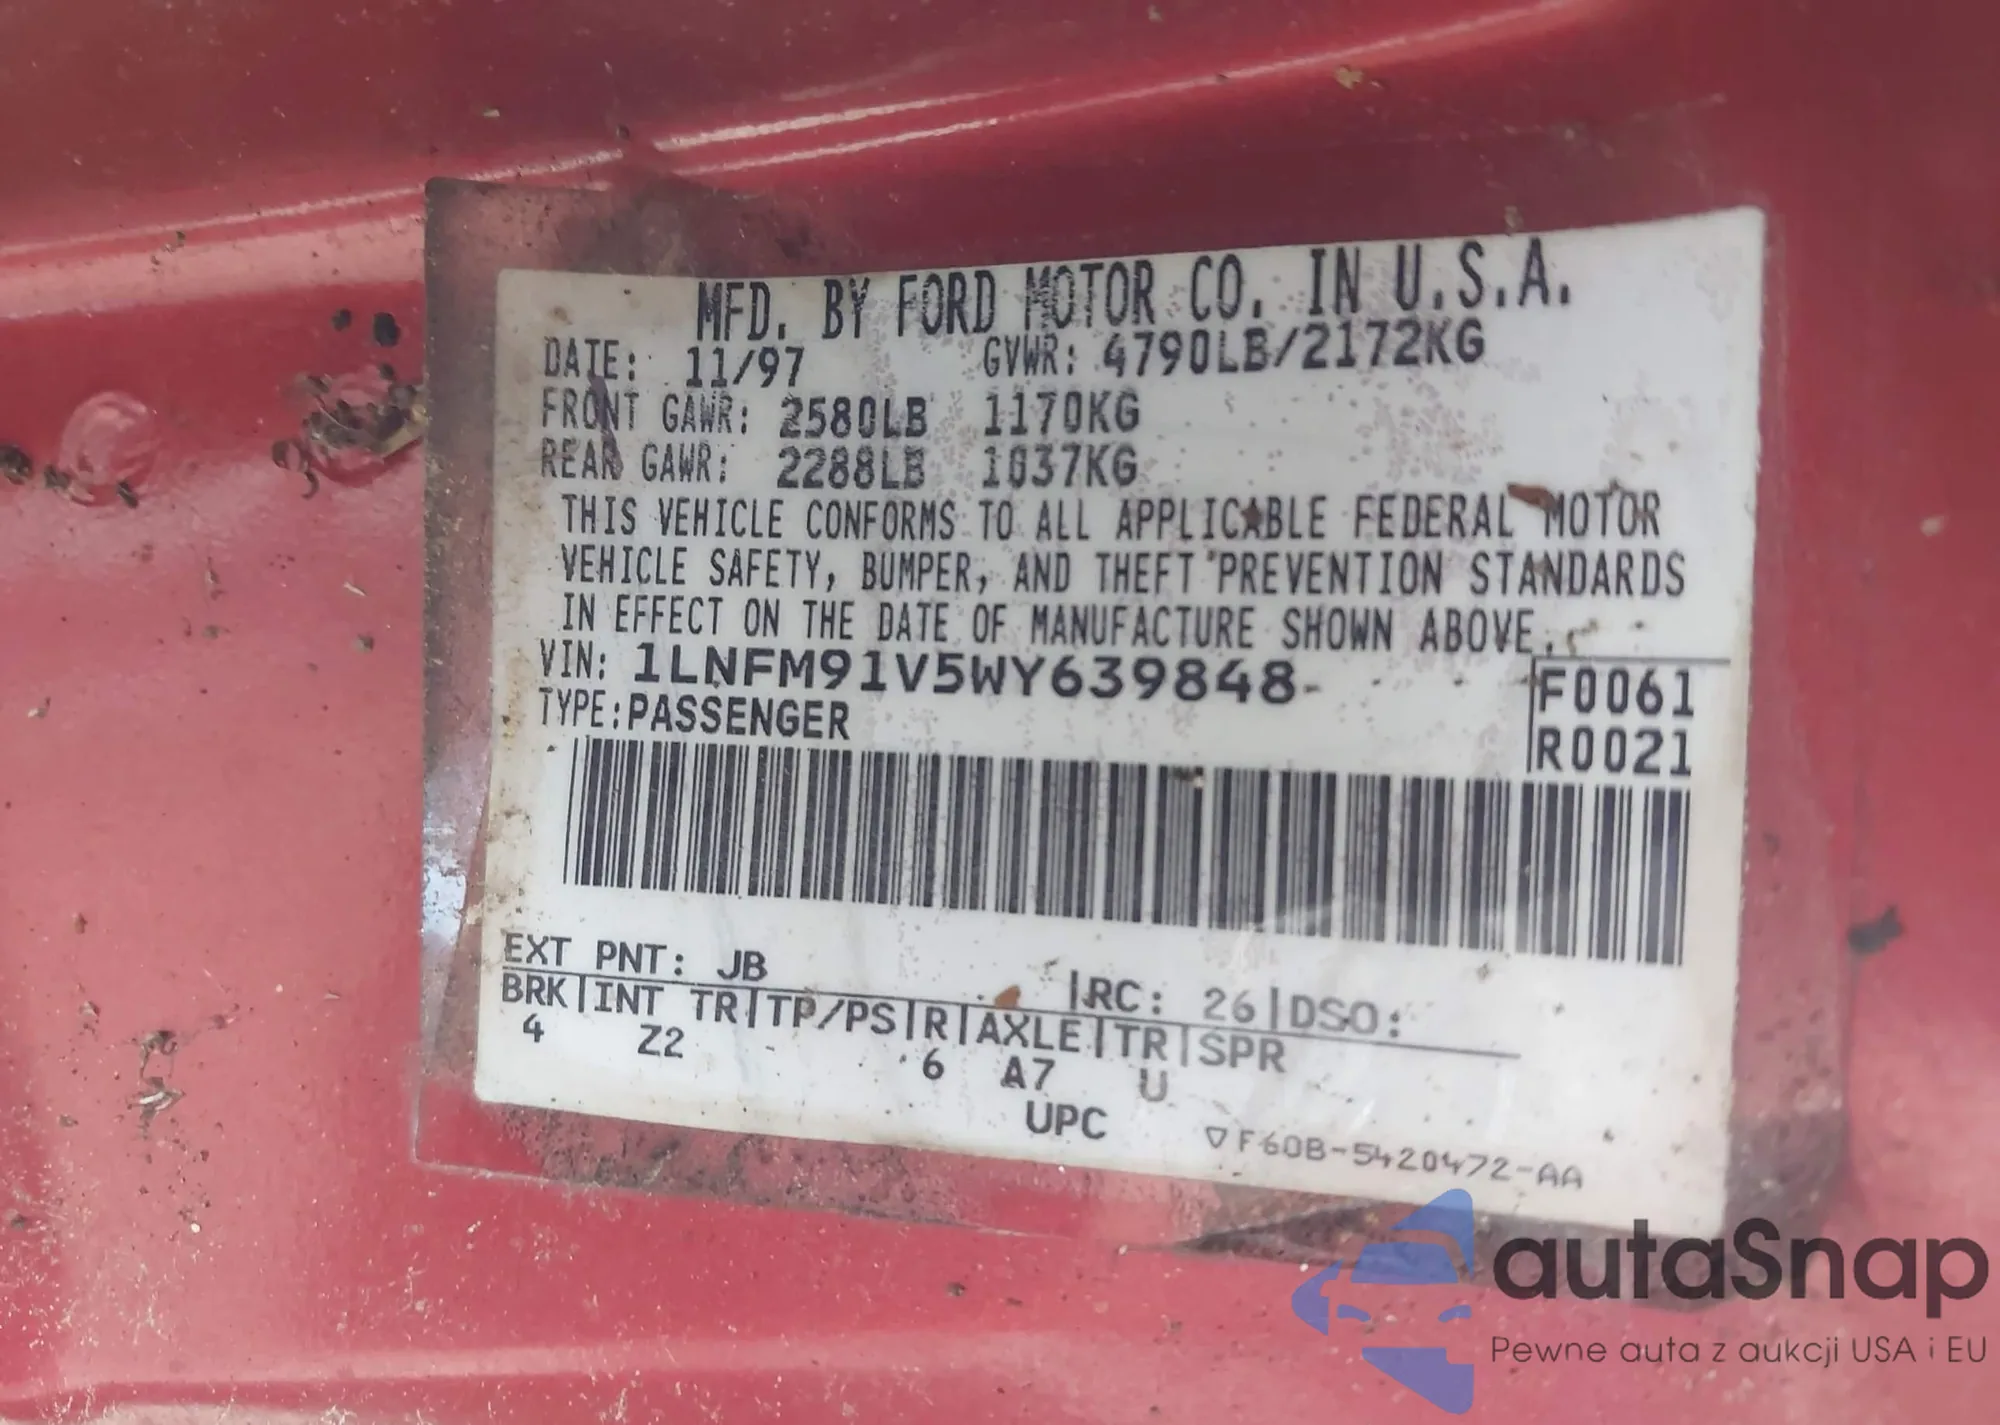 MFD. BY FORD MOTOR CO. IN U.S.A.
DATE: 11/97 GVWR: 4790LB/2172KG
FRONT GAWR: 2580LB 1170KG
REAR GAWR: 2288LB 1037KG
THIS VEHICLE CONFORMS TO ALL APPLICABLE FEDERAL MOTOR
VEHICLE SAFETY, BUMPER, AND THEFT PREVENTION STANDARDS
IN EFFECT ON THE DATE OF MANUFACTURE SHOWN ABOVE.
VIN: 1LNFM91V5WY639848
TYPE: PASSENGER
F0061
R0021
EXT PNT: JB |RC: 26|DSO:
BRK|INT TR|TP/PS|R|AXLE|TR|SPR
4 Z2 6 A7 U
UPC
▽F60B-5420472-AA
autaSnap
Pewne auta z aukcji USA i EU